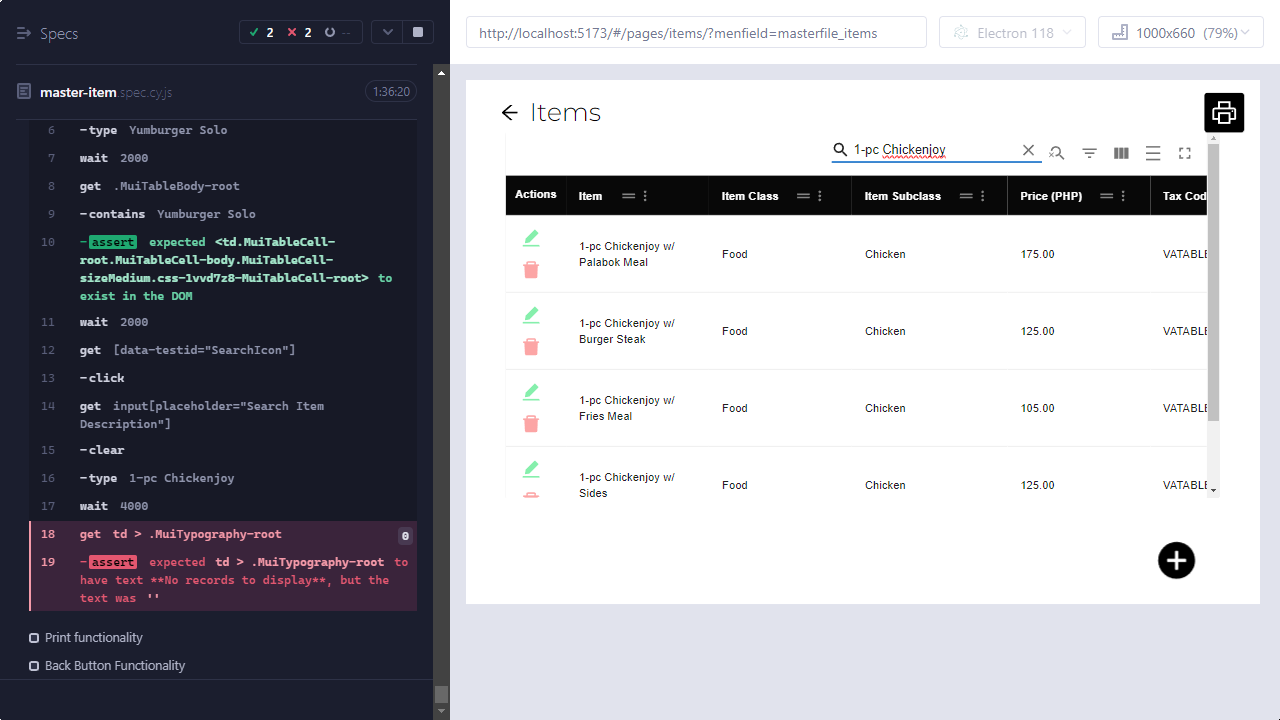 Specs
2
2
--
http://localhost:5173/#/pages/items/?menfield=masterfile_items
Electron 118
1000x660 (79%)
master-item.spec.cy.js
1:36:20
6 -type Yumburger Solo
7 wait 2000
8 get .MuiTableBody-root
9 -contains Yumburger Solo
10 -assert expected <td.MuiTableCell-
root.MuiTableCell-body.MuiTableCell-
sizeMedium.css-1vvd7z8-MuiTableCell-root> to
exist in the DOM
11 wait 2000
12 get [data-testid="SearchIcon"]
13 -click
14 get input[placeholder="Search Item
Description"]
15 -clear
16 -type 1-pc Chickenjoy
17 wait 4000
18 get td > .MuiTypography-root 0
19 -assert expected td > .MuiTypography-root to
have text **No records to display**, but the
text was ''
Print functionality
Back Button Functionality
Items
1-pc Chickenjoy
Actions Item Item Class Item Subclass Price (PHP) Tax Cod
1-pc Chickenjoy w/
Palabok Meal
Food Chicken 175.00 VATABLE
1-pc Chickenjoy w/
Burger Steak
Food Chicken 125.00 VATABLE
1-pc Chickenjoy w/
Fries Meal
Food Chicken 105.00 VATABLE
1-pc Chickenjoy w/
Sides
Food Chicken 125.00 VATABLE